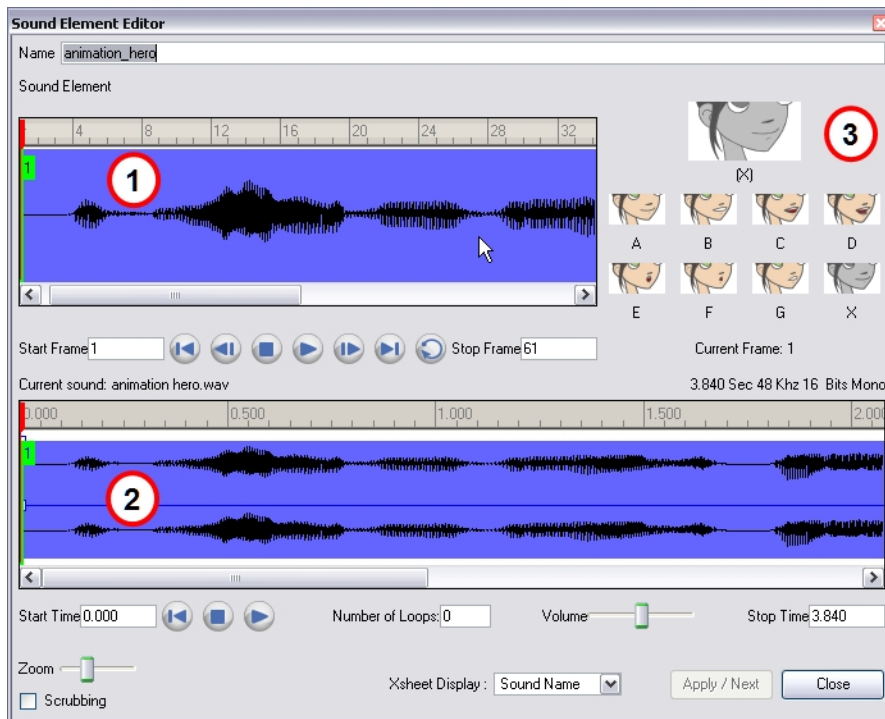 Sound Element Editor
Name animation_hero
Sound Element
4 8 12 16 20 24 28 32
1
1
3
(X)
A B C D
E F G X
Start Frame 1 Stop Frame 61
Current Frame: 1
Current sound: animation hero.wav
3.840 Sec 48 Khz 16 Bits Mono
0.000 0.500 1.000 1.500 2.000
1
2
Start Time 0.000 Number of Loops: 0 Volume Stop Time 3.840
Zoom
Scrubbing
Xsheet Display : Sound Name
Apply / Next
Close